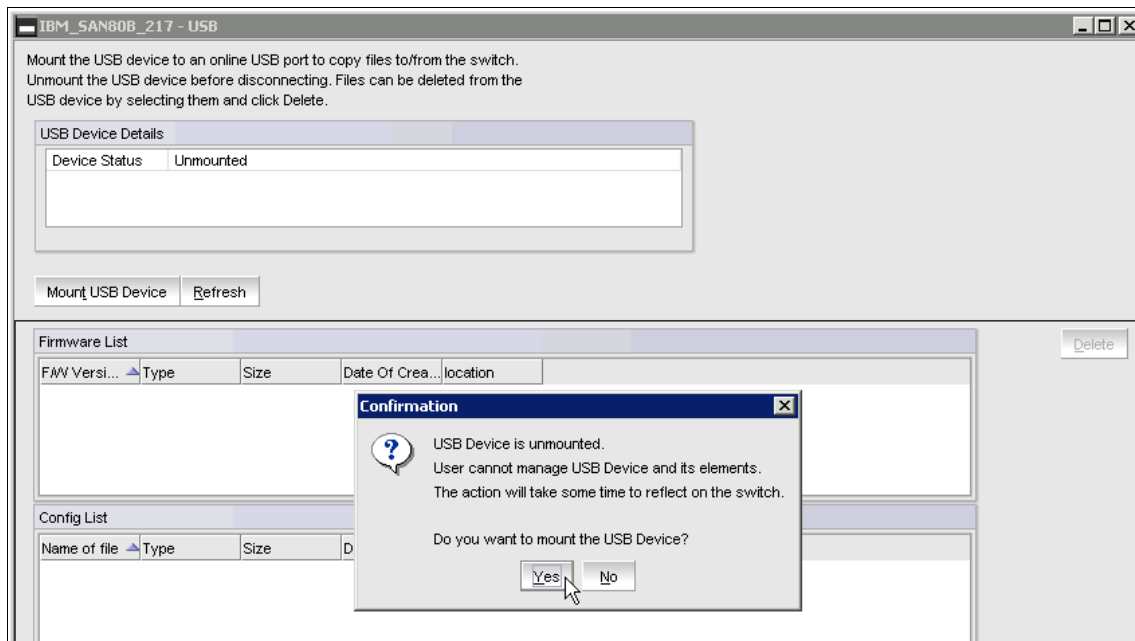 IBM_SAN80B_217 - USB
Mount the USB device to an online USB port to copy files to/from the switch.
Unmount the USB device before disconnecting. Files can be deleted from the
USB device by selecting them and click Delete.
USB Device Details
Device Status Unmounted
Mount USB Device Refresh
Firmware List
Delete
F/W Versi... Type Size Date Of Crea... location
Confirmation
USB Device is unmounted.
User cannot manage USB Device and its elements.
The action will take some time to reflect on the switch.
Do you want to mount the USB Device?
Yes No
Config List
Name of file Type Size D